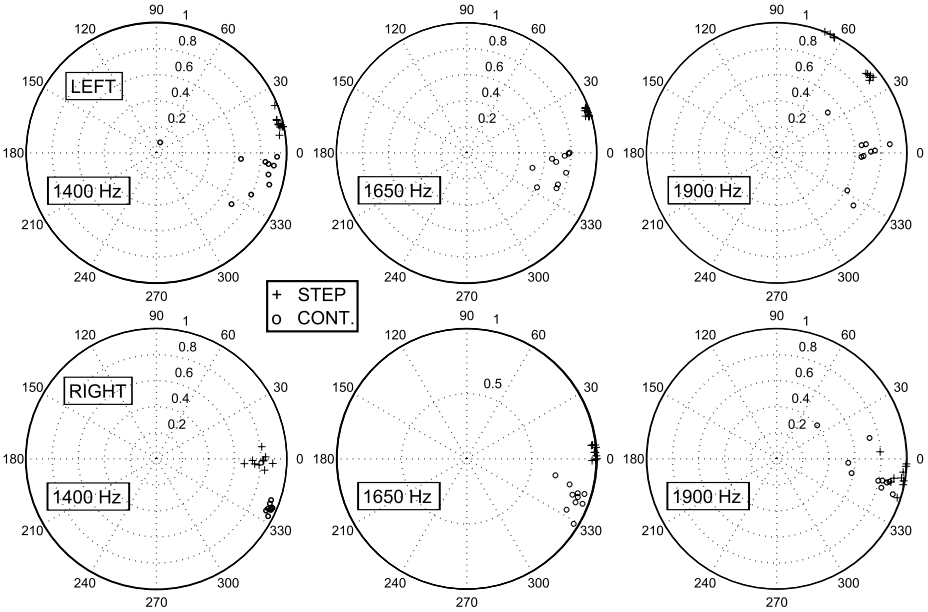 90 1 90 1 90 1
120 60 120 60 120 60
0.8 0.8 0.8
150 LEFT 0.6 30 150 0.6 30 150 0.6 30
0.4 0.4 0.4
0.2 0.2 0.2
180 0 180 0 180 0
1400 Hz 1650 Hz 1900 Hz
210 330 210 330 210 330
240 300 240 300 240 300
270 270 270
+ STEP
o CONT.
90 1 90 1 90 1
120 60 120 60 120 60
0.8 0.8
150 RIGHT 0.6 30 150 0.5 30 150 0.6 30
0.4 0.4
0.2 0.2
180 0 180 0 180 0
1400 Hz 1650 Hz 1900 Hz
210 330 210 330 210 330
240 300 240 300 240 300
270 270 270